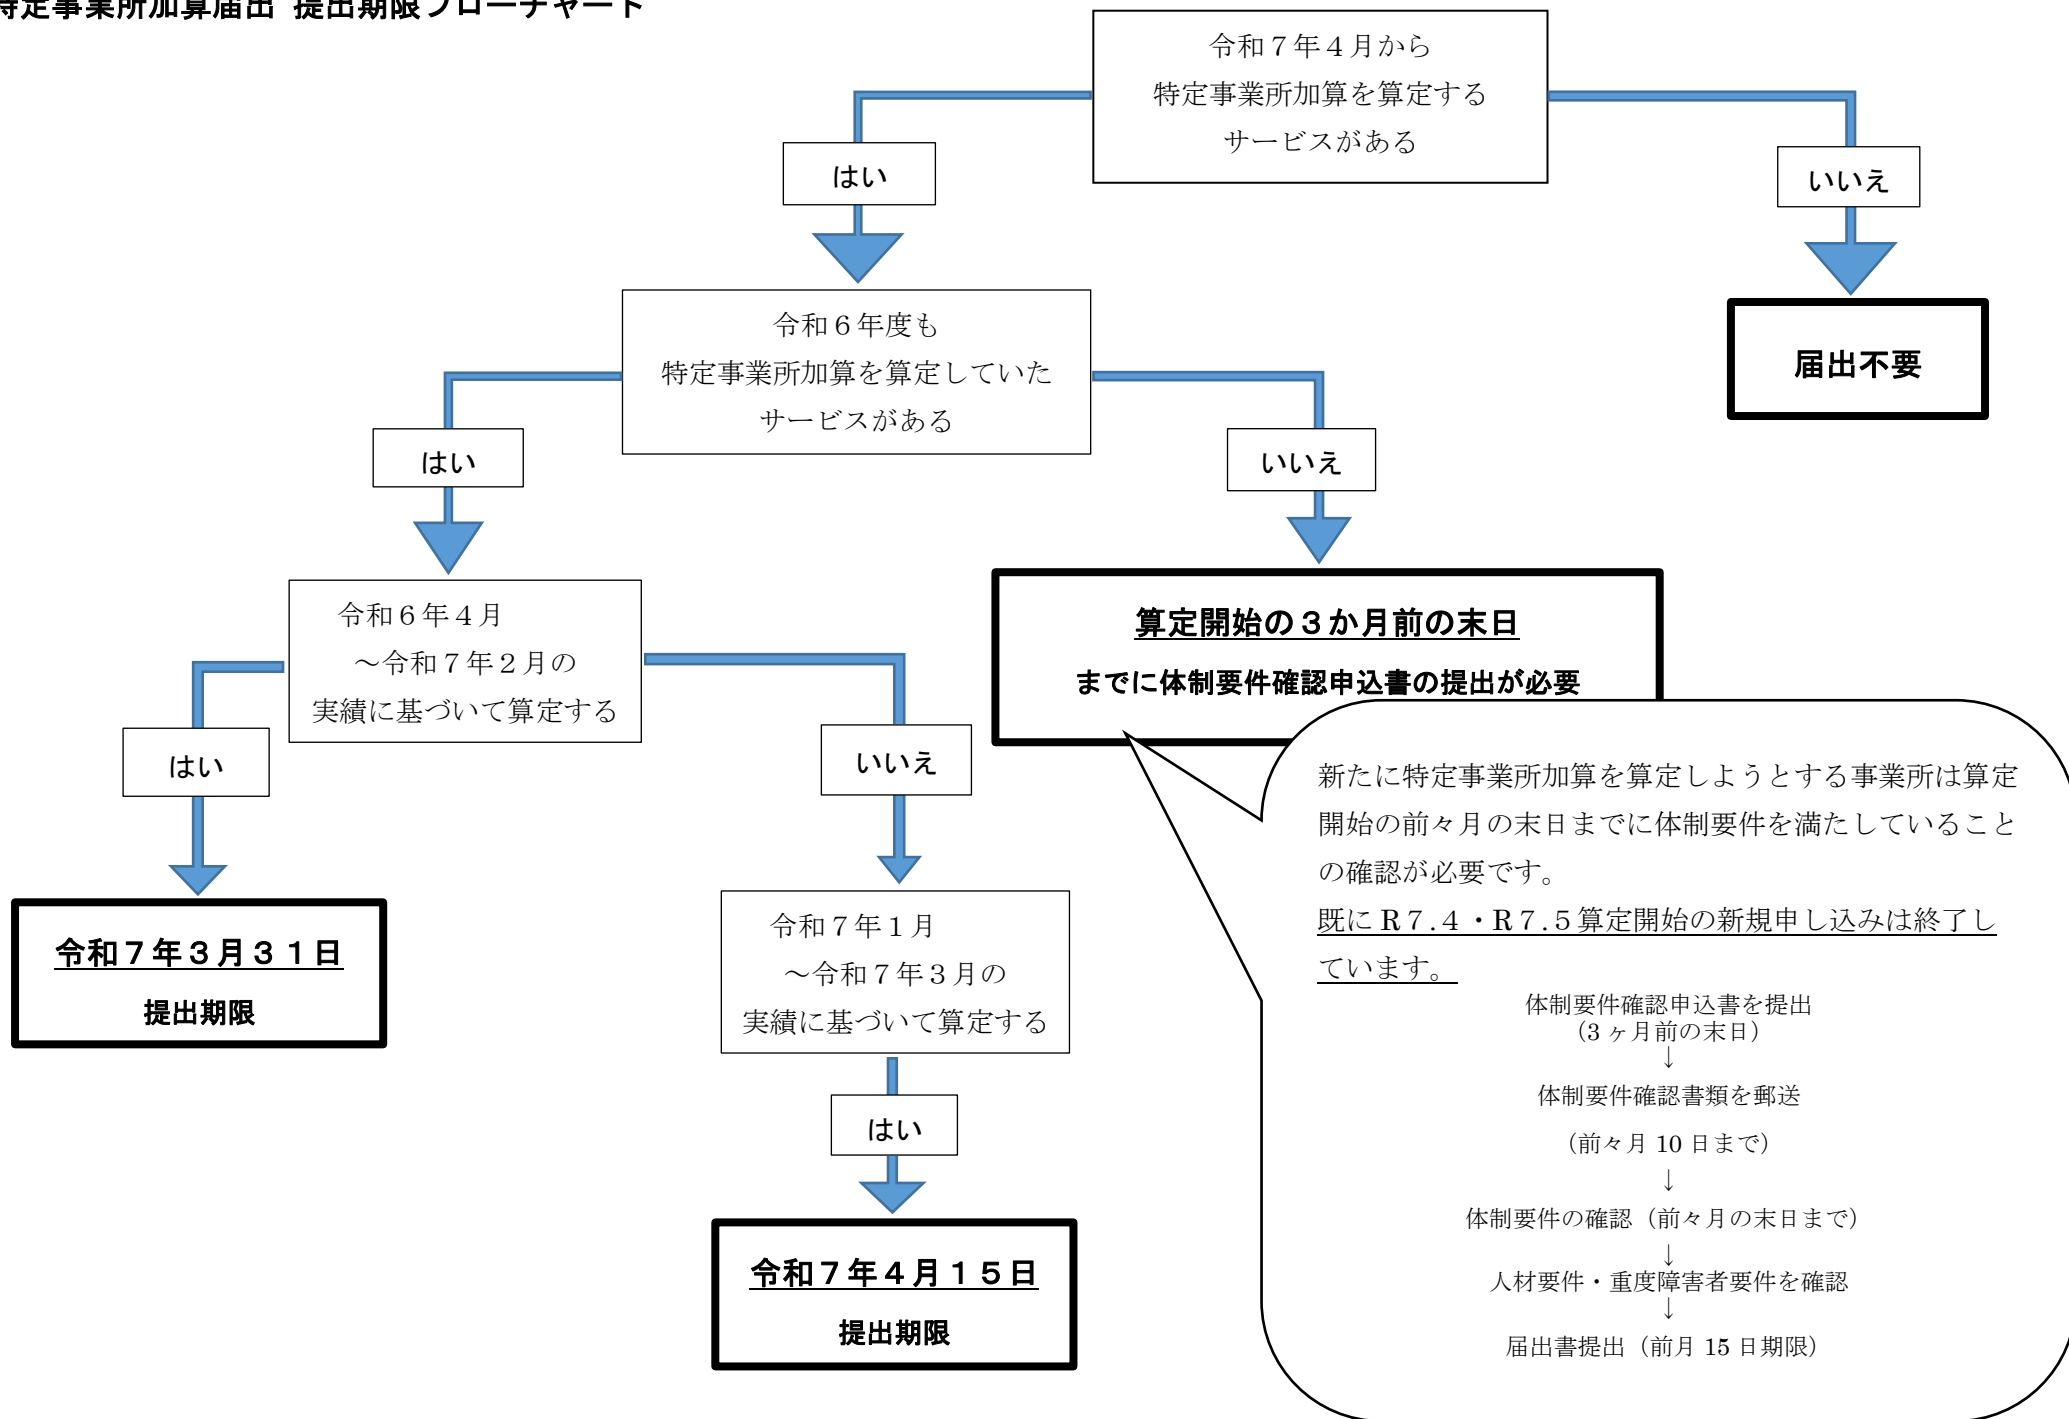 特定事業所加算届出 提出期限フローチャート
令和７年４月から
特定事業所加算を算定する
サービスがある
はい
いいえ
令和６年度も
特定事業所加算を算定していた
サービスがある
届出不要
はい
いいえ
令和６年４月
～令和７年２月の
実績に基づいて算定する
算定開始の３か月前の末日
までに体制要件確認申込書の提出が必要
はい
いいえ
新たに特定事業所加算を算定しようとする事業所は算定
開始の前々月の末日までに体制要件を満たしていること
の確認が必要です。
既にＲ７.４・Ｒ７.５算定開始の新規申し込みは終了し
ています。
令和７年３月３１日
提出期限
令和７年１月
～令和７年３月の
実績に基づいて算定する
体制要件確認申込書を提出
（3 ヶ月前の末日）
↓
体制要件確認書類を郵送
（前々月 10 日まで）
↓
体制要件の確認（前々月の末日まで）
↓
人材要件・重度障害者要件を確認
↓
届出書提出（前月 15 日期限）
はい
令和７年４月１５日
提出期限